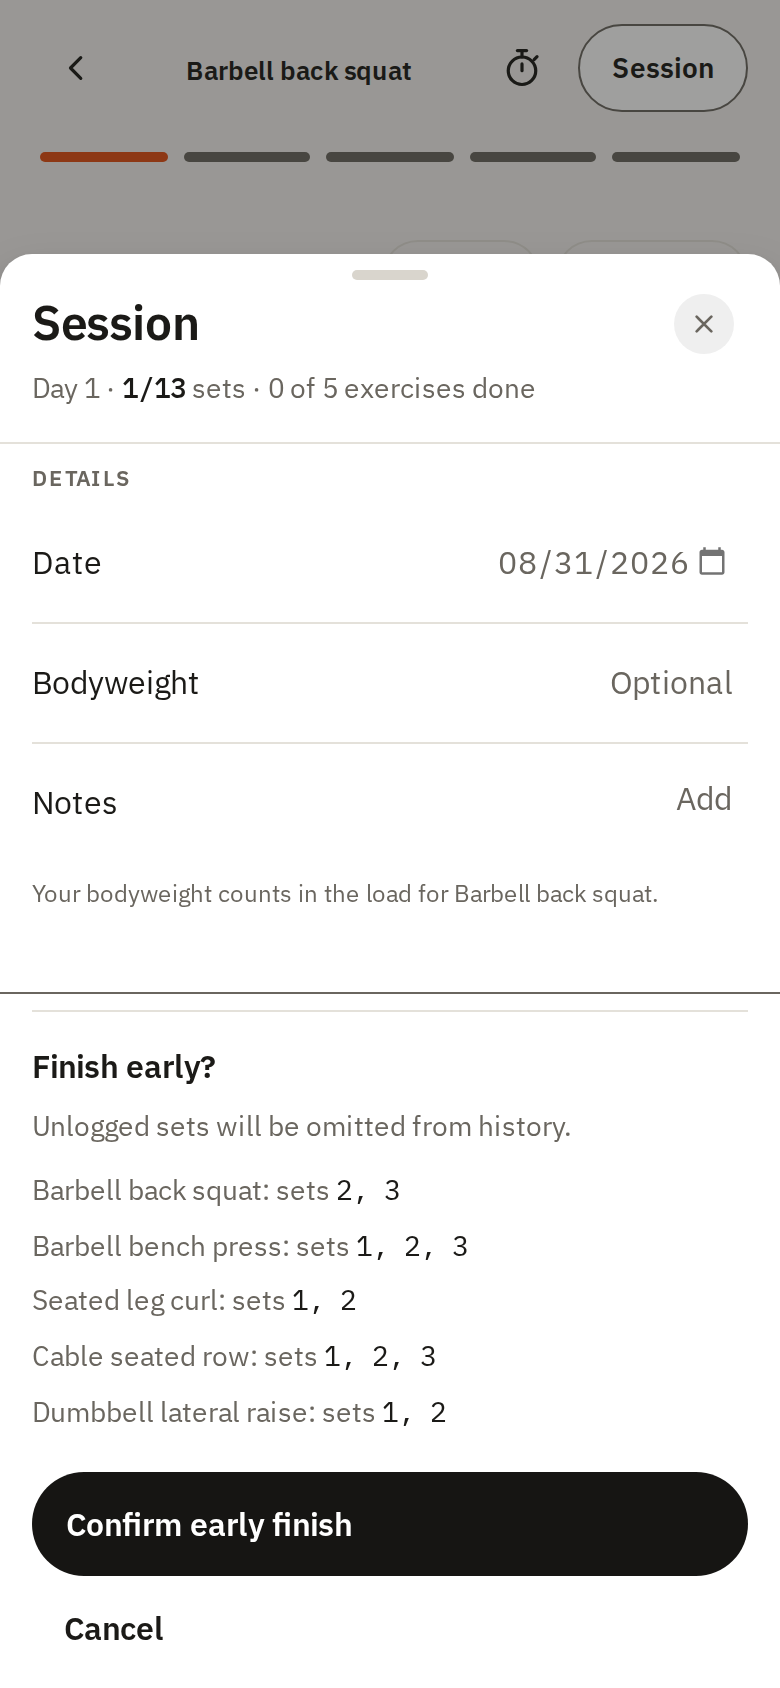 Barbell back squat
Session
Session
Day 1 · 1/13 sets · 0 of 5 exercises done
DETAILS
Date 08/31/2026
Bodyweight Optional
Notes Add
Your bodyweight counts in the load for Barbell back squat.
Finish early?
Unlogged sets will be omitted from history.
Barbell back squat: sets 2, 3
Barbell bench press: sets 1, 2, 3
Seated leg curl: sets 1, 2
Cable seated row: sets 1, 2, 3
Dumbbell lateral raise: sets 1, 2
Confirm early finish
Cancel